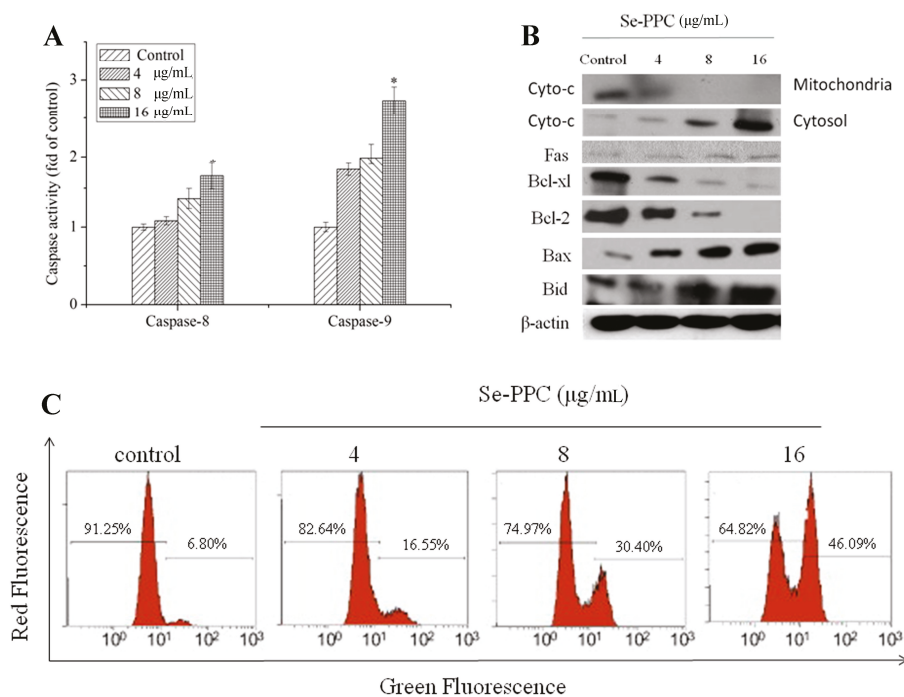 A
Control
4 μg/mL
8 μg/mL
16 μg/mL
*
*
Caspase activity (fld of control)
3
2
1
0
Caspase-8
Caspase-9
B
Se-PPC (μg/mL)
Control 4 8 16
Cyto-c Mitochondria
Cyto-c Cytosol
Fas
Bcl-xl
Bcl-2
Bax
Bid
β-actin
C
Se-PPC (μg/mL)
control 4 8 16
Red Fluorescence
91.25% 6.80%
82.64% 16.55%
74.97% 30.40%
64.82% 46.09%
10⁰ 10¹ 10² 10³
10⁰ 10¹ 10² 10³
10⁰ 10¹ 10² 10³
10⁰ 10¹ 10² 10³
Green Fluorescence